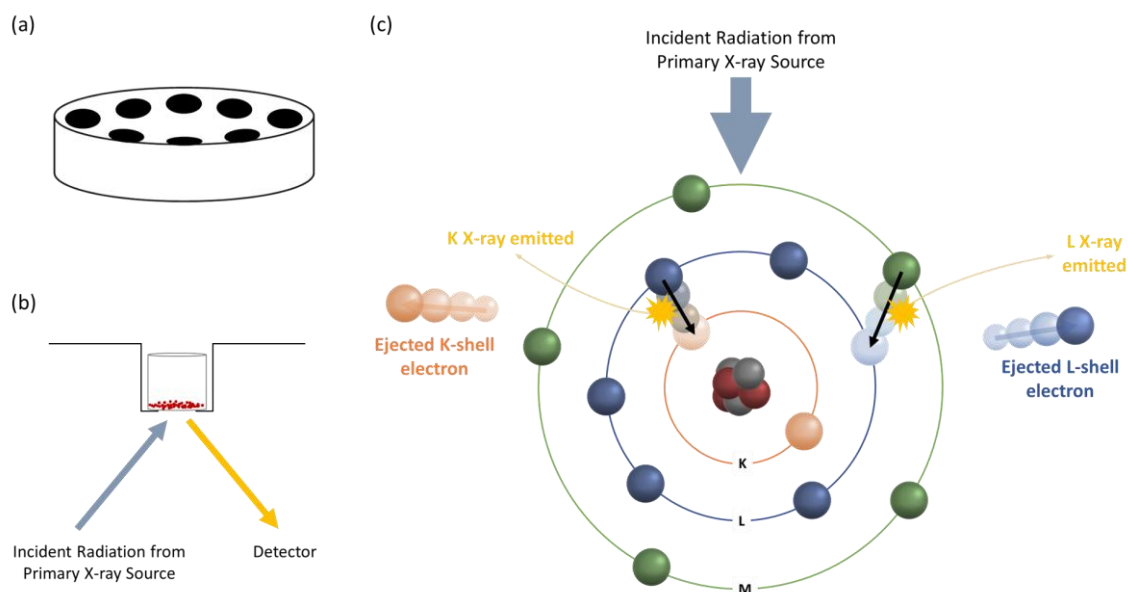 (a)
(b)
Incident Radiation from
Primary X-ray Source
Detector
(c)
Incident Radiation from
Primary X-ray Source
K X-ray emitted
L X-ray
emitted
Ejected K-shell
electron
Ejected L-shell
electron
K
L
M